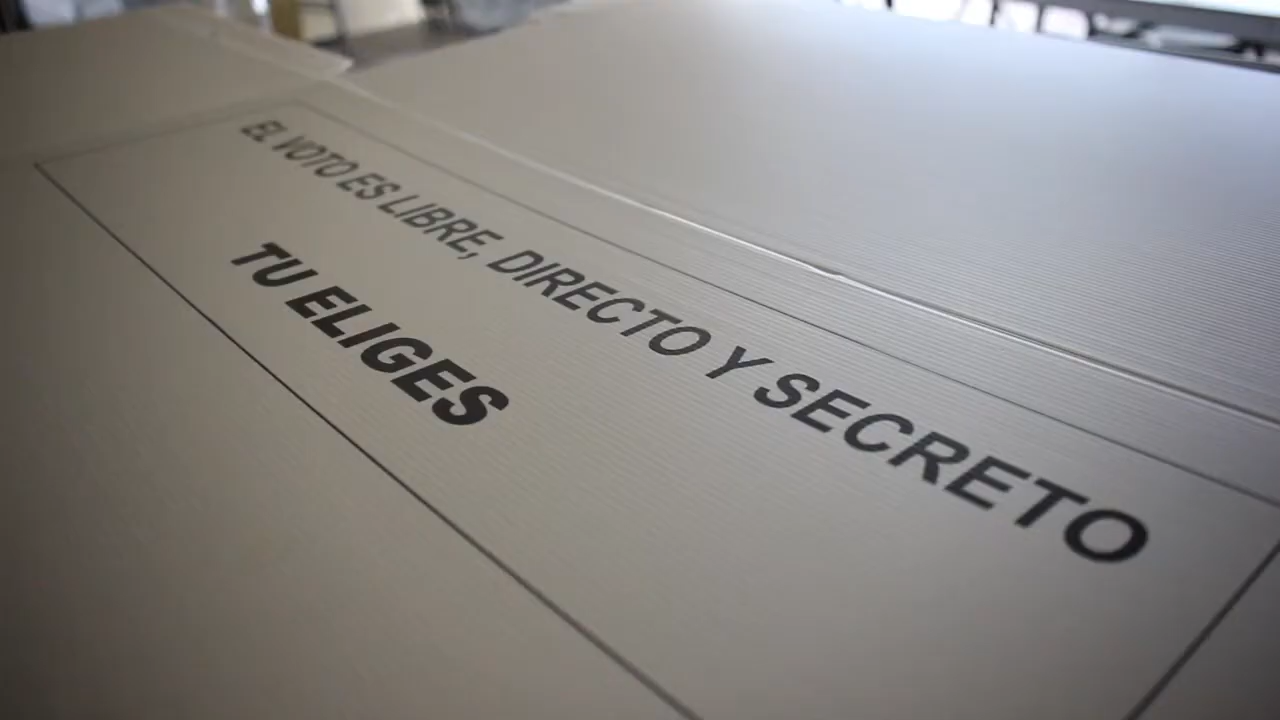 EL VOTO ES LIBRE, DIRECTO Y SECRETO
TU ELIGES